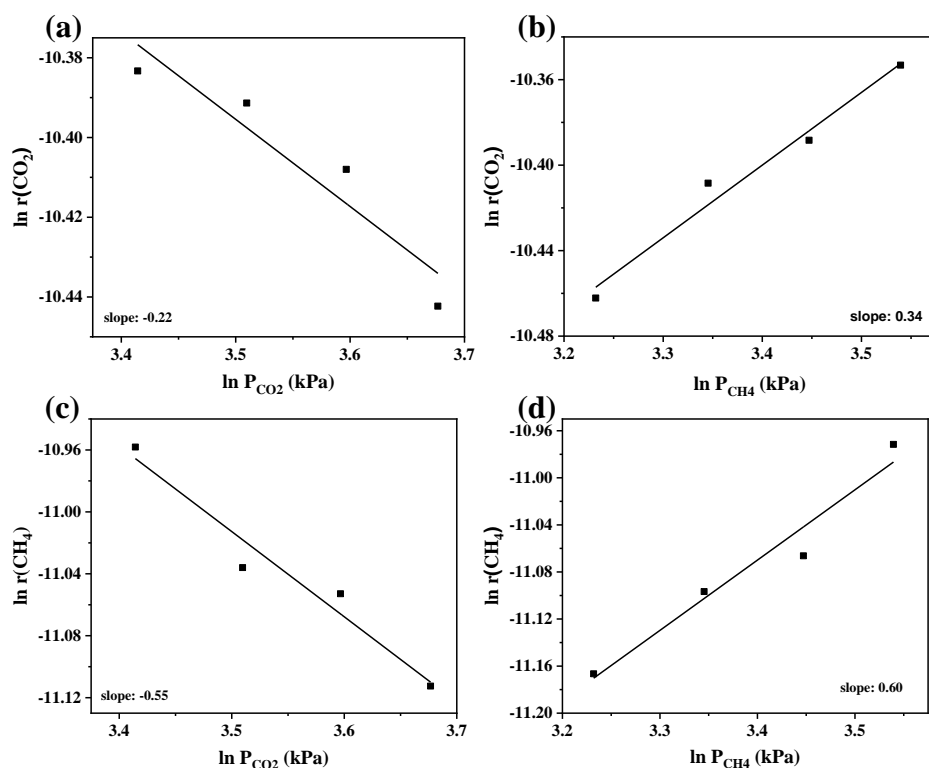 (a)
-10.38
-10.40
-10.42
-10.44
ln r(CO2)
slope: -0.22
3.4
3.5
3.6
3.7
ln PCO2 (kPa)
(b)
-10.36
-10.40
-10.44
-10.48
ln r(CO2)
slope: 0.34
3.2
3.3
3.4
3.5
ln PCH4 (kPa)
(c)
-10.96
-11.00
-11.04
-11.08
-11.12
ln r(CH4)
slope: -0.55
3.4
3.5
3.6
3.7
ln PCO2 (kPa)
(d)
-10.96
-11.00
-11.04
-11.08
-11.12
-11.16
-11.20
ln r(CH4)
slope: 0.60
3.2
3.3
3.4
3.5
ln PCH4 (kPa)